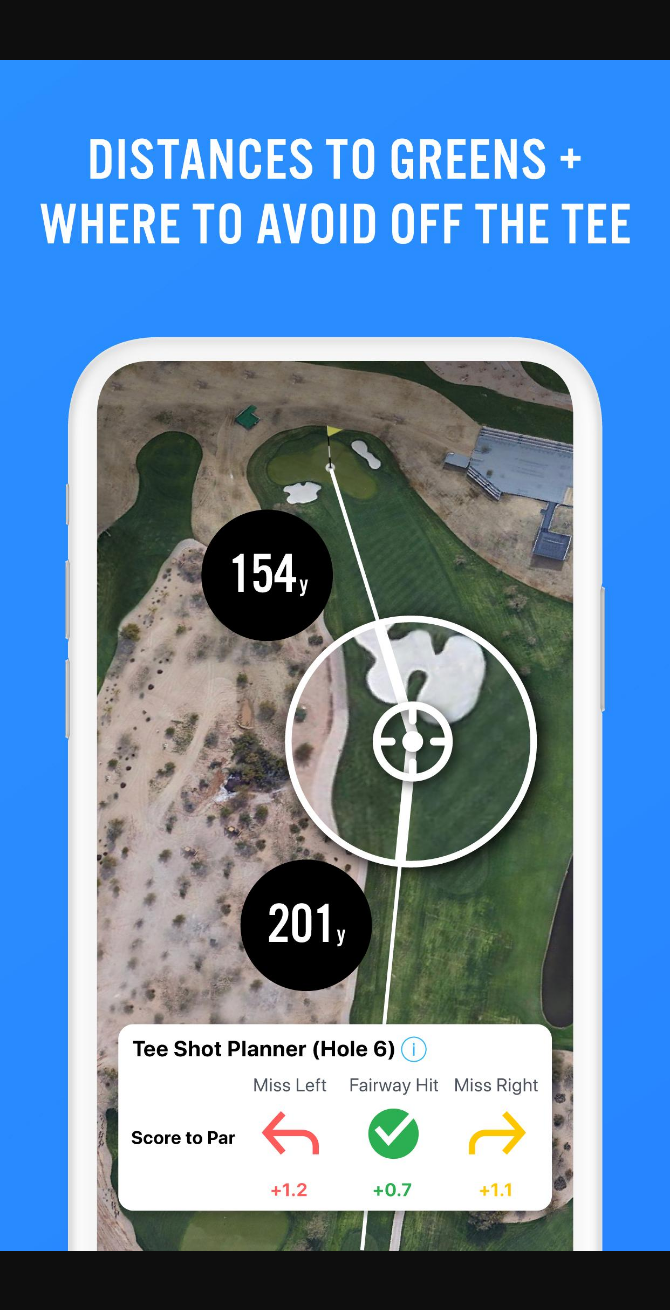 DISTANCES TO GREENS +
WHERE TO AVOID OFF THE TEE
154y
201y
Tee Shot Planner (Hole 6) i
Miss Left Fairway Hit Miss Right
Score to Par
+1.2 +0.7 +1.1